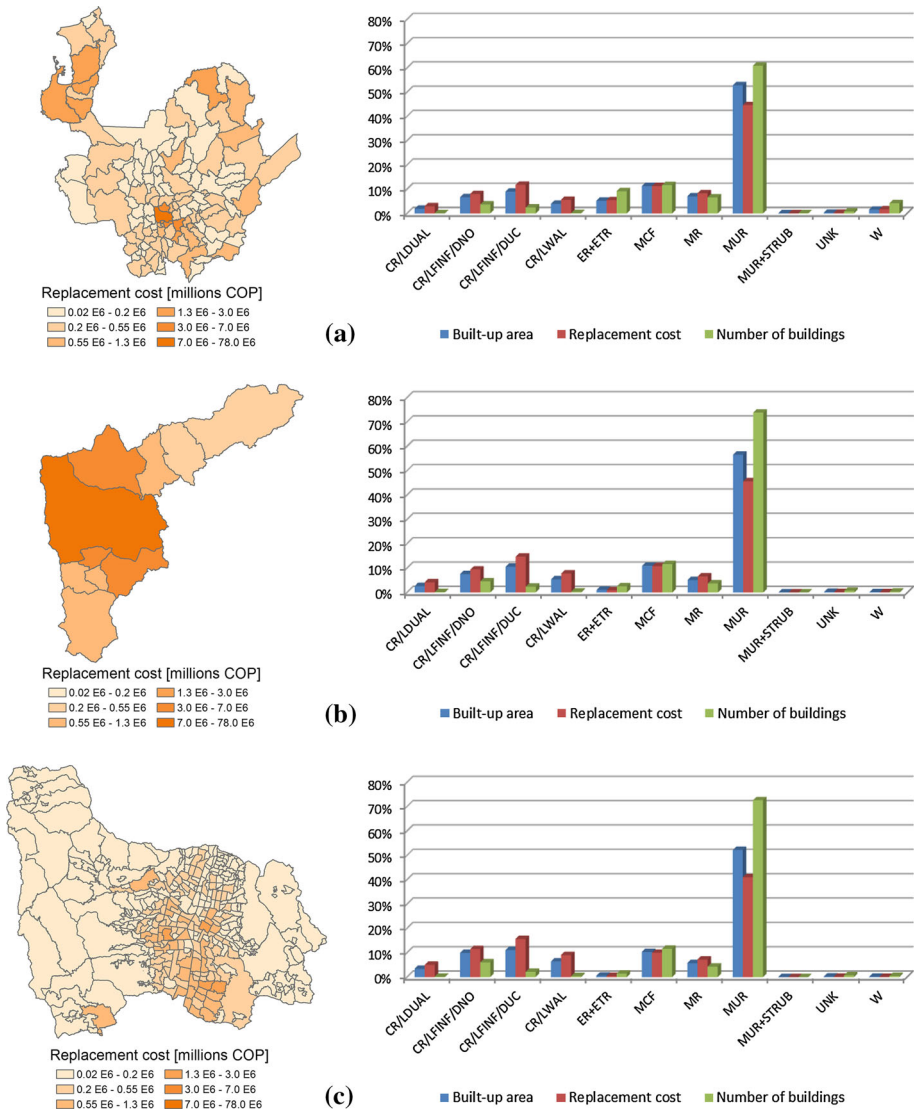 80%
70%
60%
50%
40%
30%
20%
10%
0%
CR/LDUAL
CR/LFINF/DNO
CR/LFINF/DUC
CR/LWAL
ER+ETR
MCF
MR
MUR
MUR+STRUB
UNK
W
Replacement cost [millions COP]
0.02 E6 - 0.2 E6 1.3 E6 - 3.0 E6
0.2 E6 - 0.55 E6 3.0 E6 - 7.0 E6
0.55 E6 - 1.3 E6 7.0 E6 - 78.0 E6
(a)
Built-up area Replacement cost Number of buildings
80%
70%
60%
50%
40%
30%
20%
10%
0%
CR/LDUAL
CR/LFINF/DNO
CR/LFINF/DUC
CR/LWAL
ER+ETR
MCF
MR
MUR
MUR+STRUB
UNK
W
Replacement cost [millions COP]
0.02 E6 - 0.2 E6 1.3 E6 - 3.0 E6
0.2 E6 - 0.55 E6 3.0 E6 - 7.0 E6
0.55 E6 - 1.3 E6 7.0 E6 - 78.0 E6
(b)
Built-up area Replacement cost Number of buildings
80%
70%
60%
50%
40%
30%
20%
10%
0%
CR/LDUAL
CR/LFINF/DNO
CR/LFINF/DUC
CR/LWAL
ER+ETR
MCF
MR
MUR
MUR+STRUB
UNK
W
Replacement cost [millions COP]
0.02 E6 - 0.2 E6 1.3 E6 - 3.0 E6
0.2 E6 - 0.55 E6 3.0 E6 - 7.0 E6
0.55 E6 - 1.3 E6 7.0 E6 - 78.0 E6
(c)
Built-up area Replacement cost Number of buildings